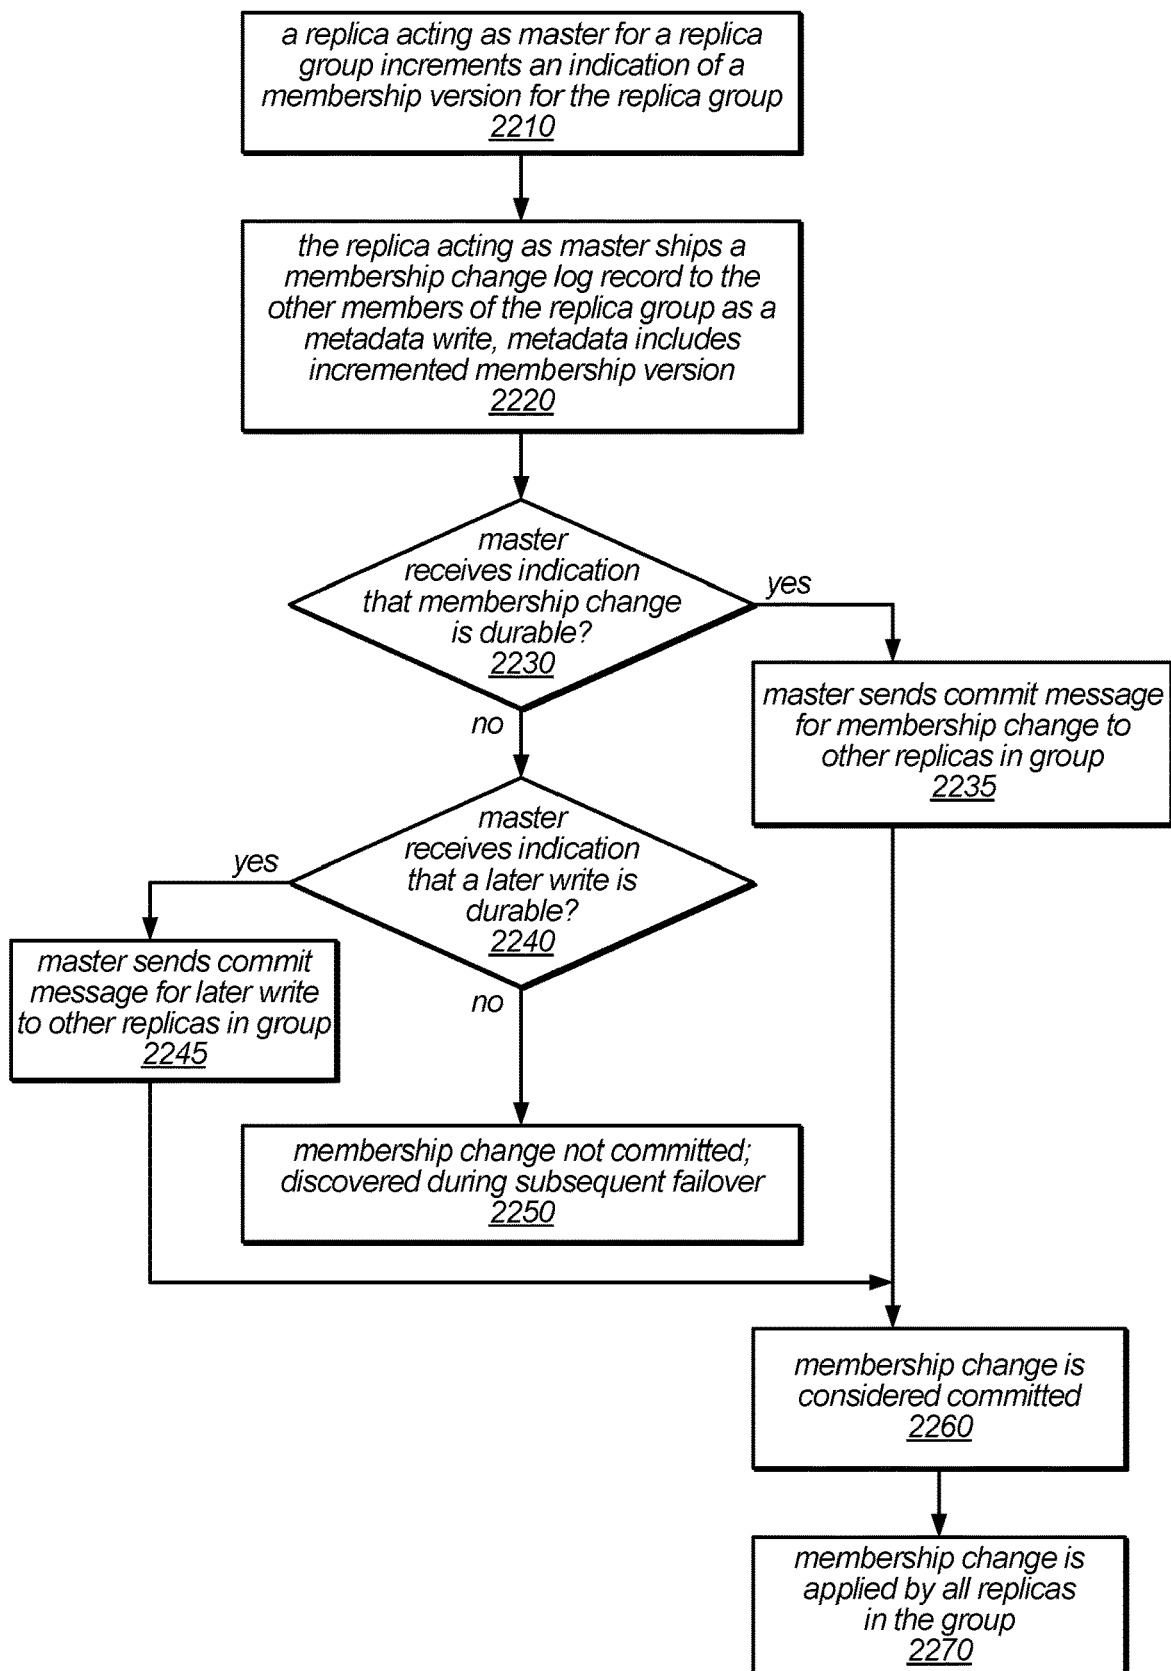 a replica acting as master for a replica
group increments an indication of a
membership version for the replica group
2210
the replica acting as master ships a
membership change log record to the
other members of the replica group as a
metadata write, metadata includes
incremented membership version
2220
master
receives indication
that membership change
is durable?
2230
yes
no
master sends commit message
for membership change to
other replicas in group
2235
master
receives indication
that a later write is
durable?
2240
yes
no
master sends commit
message for later write
to other replicas in group
2245
membership change not committed;
discovered during subsequent failover
2250
membership change is
considered committed
2260
membership change is
applied by all replicas
in the group
2270